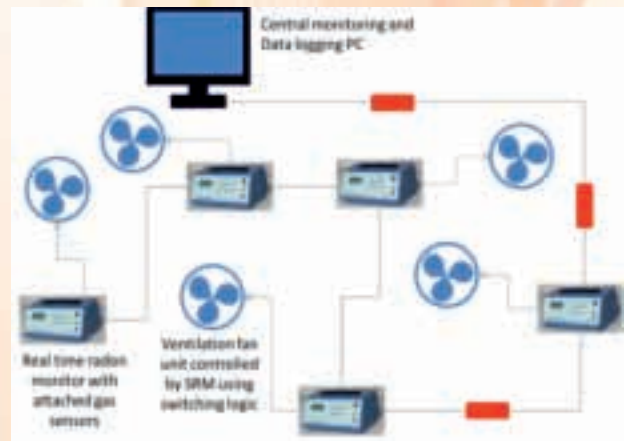 Central monitoring and
Data logging PC
Real time radon
monitor with
attached gas
sensors
Ventilation fan
unit controlled
by SRM using
switching logic